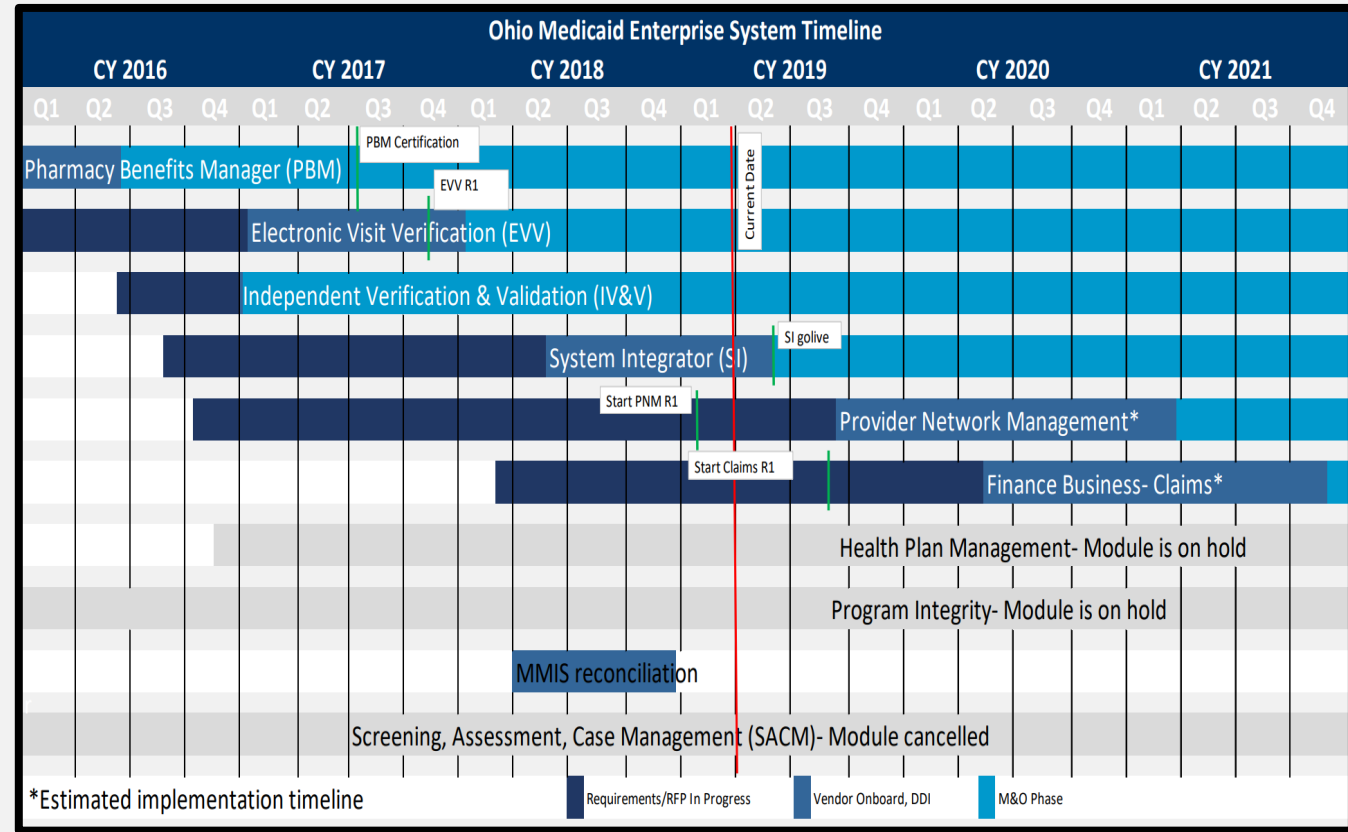 Ohio Medicaid Enterprise System Timeline
CY 2016 CY 2017 CY 2018 CY 2019 CY 2020 CY 2021
Q1 Q2 Q3 Q4 Q1 Q2 Q3 Q4 Q1 Q2 Q3 Q4 Q1 Q2 Q3 Q4 Q1 Q2 Q3 Q4 Q1 Q2 Q3 Q4
PBM Certification
Pharmacy Benefits Manager (PBM)
EVV R1
Current Date
Electronic Visit Verification (EVV)
Independent Verification & Validation (IV&V)
SI golive
System Integrator (SI)
Start PNM R1
Provider Network Management*
Start Claims R1
Finance Business- Claims*
Health Plan Management- Module is on hold
Program Integrity- Module is on hold
MMIS reconciliation
Screening, Assessment, Case Management (SACM)- Module cancelled
*Estimated implementation timeline
Requirements/RFP In Progress
Vendor Onboard, DDI
M&O Phase